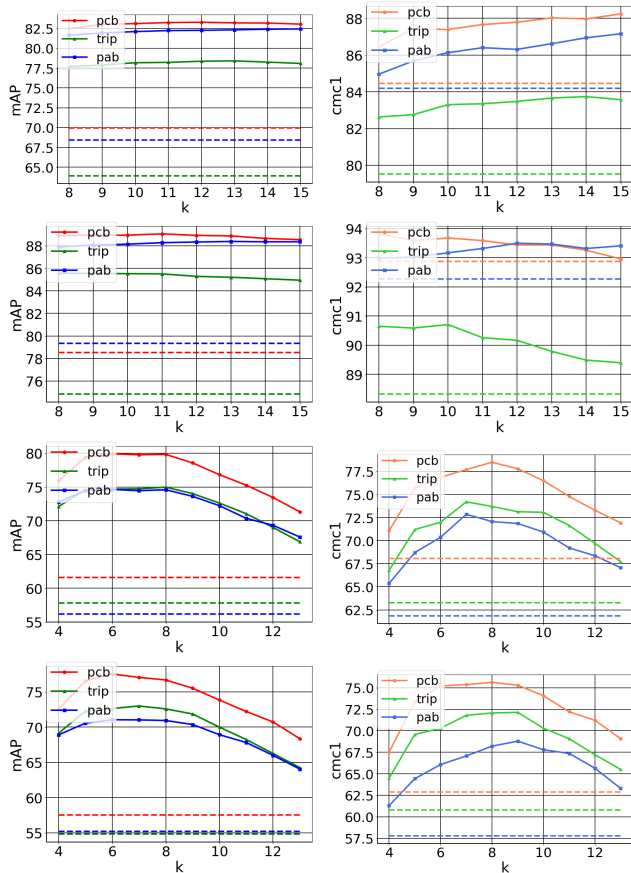 82.5
80.0
77.5
75.0
72.5
70.0
67.5
65.0
mAP
pcb
trip
pab
8 9 10 11 12 13 14 15
k
88
86
84
82
80
cmc1
pcb
trip
pab
8 9 10 11 12 13 14 15
k
88
86
84
82
80
78
76
mAP
pcb
trip
pab
8 9 10 11 12 13 14 15
k
94
93
92
91
90
89
cmc1
pcb
trip
pab
8 9 10 11 12 13 14 15
k
80
75
70
65
60
55
mAP
pcb
trip
pab
4 6 8 10 12
k
77.5
75.0
72.5
70.0
67.5
65.0
62.5
cmc1
pcb
trip
pab
4 6 8 10 12
k
75
70
65
60
55
mAP
pcb
trip
pab
4 6 8 10 12
k
75.0
72.5
70.0
67.5
65.0
62.5
60.0
57.5
cmc1
pcb
trip
pab
4 6 8 10 12
k